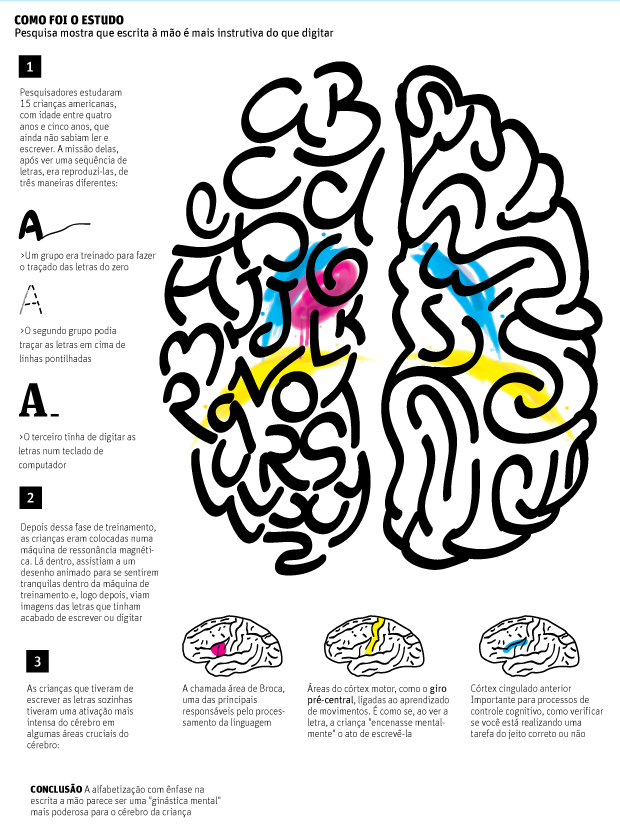 COMO FOI O ESTUDO
Pesquisa mostra que escrita à mão é mais instrutiva do que digitar
1
Pesquisadores estudaram
15 crianças americanas,
com idade entre quatro
anos e cinco anos, que
ainda não sabiam ler e
escrever. A missão delas,
após ver uma sequência de
letras, era reproduzí-las, de
três maneiras diferentes:
A
>Um grupo era treinado para fazer
o traçado das letras do zero
A
>O segundo grupo podia
traçar as letras em cima de
linhas pontilhadas
A_
>O terceiro tinha de digitar as
letras num teclado de
computador
2
Depois dessa fase de treinamento,
as crianças eram colocadas numa
máquina de ressonância magnéti-
ca. Lá dentro, assistiam a um
desenho animado para se sentirem
tranquilas dentro da máquina de
treinamento e, logo depois, viam
imagens das letras que tinham
acabado de escrever ou digitar
3
As crianças que tiveram de
escrever as letras sozinhas
tiveram uma ativação mais
intensa do cérebro em
algumas áreas cruciais do
cérebro:
a B
C d
e F
H I J G
M L K
P q N O T
U R S
W X Y
Z
A chamada área de Broca,
uma das principais
responsáveis pelo proces-
samento da linguagem
Áreas do córtex motor, como o giro
pré-central, ligadas ao aprendizado
de movimentos. É como se, ao ver a
letra, a criança "encenasse mental-
mente" o ato de escrevê-la
Córtex cingulado anterior
Importante para processos de
controle cognitivo, como verificar
se você está realizando uma
tarefa do jeito correto ou não
CONCLUSÃO A alfabetização com ênfase na
escrita a mão parece ser uma "ginástica mental"
mais poderosa para o cérebro da criança